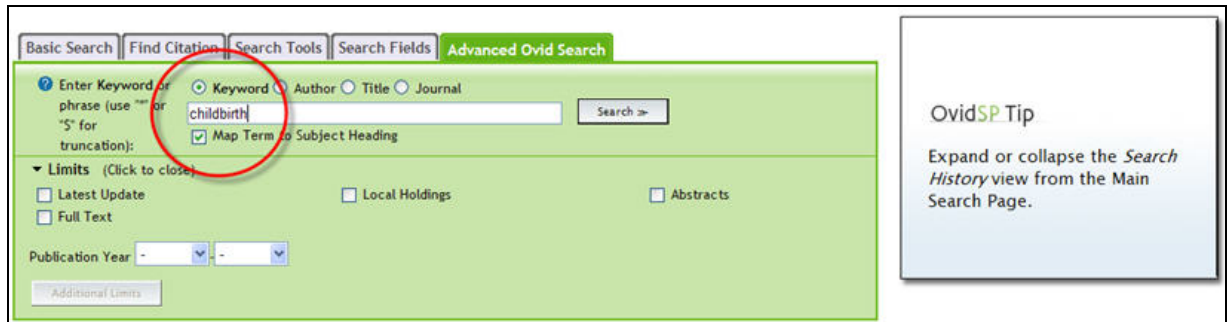 Basic Search Find Citation Search Tools Search Fields Advanced Ovid Search
Enter Keyword or phrase (use "*" or "$" for truncation):
Keyword Author Title Journal
childbirth
Search >>
Map Term to Subject Heading
Limits (Click to close)
Latest Update Local Holdings Abstracts
Full Text
Publication Year - - -
Additional Limits
OvidSP Tip
Expand or collapse the Search
History view from the Main
Search Page.